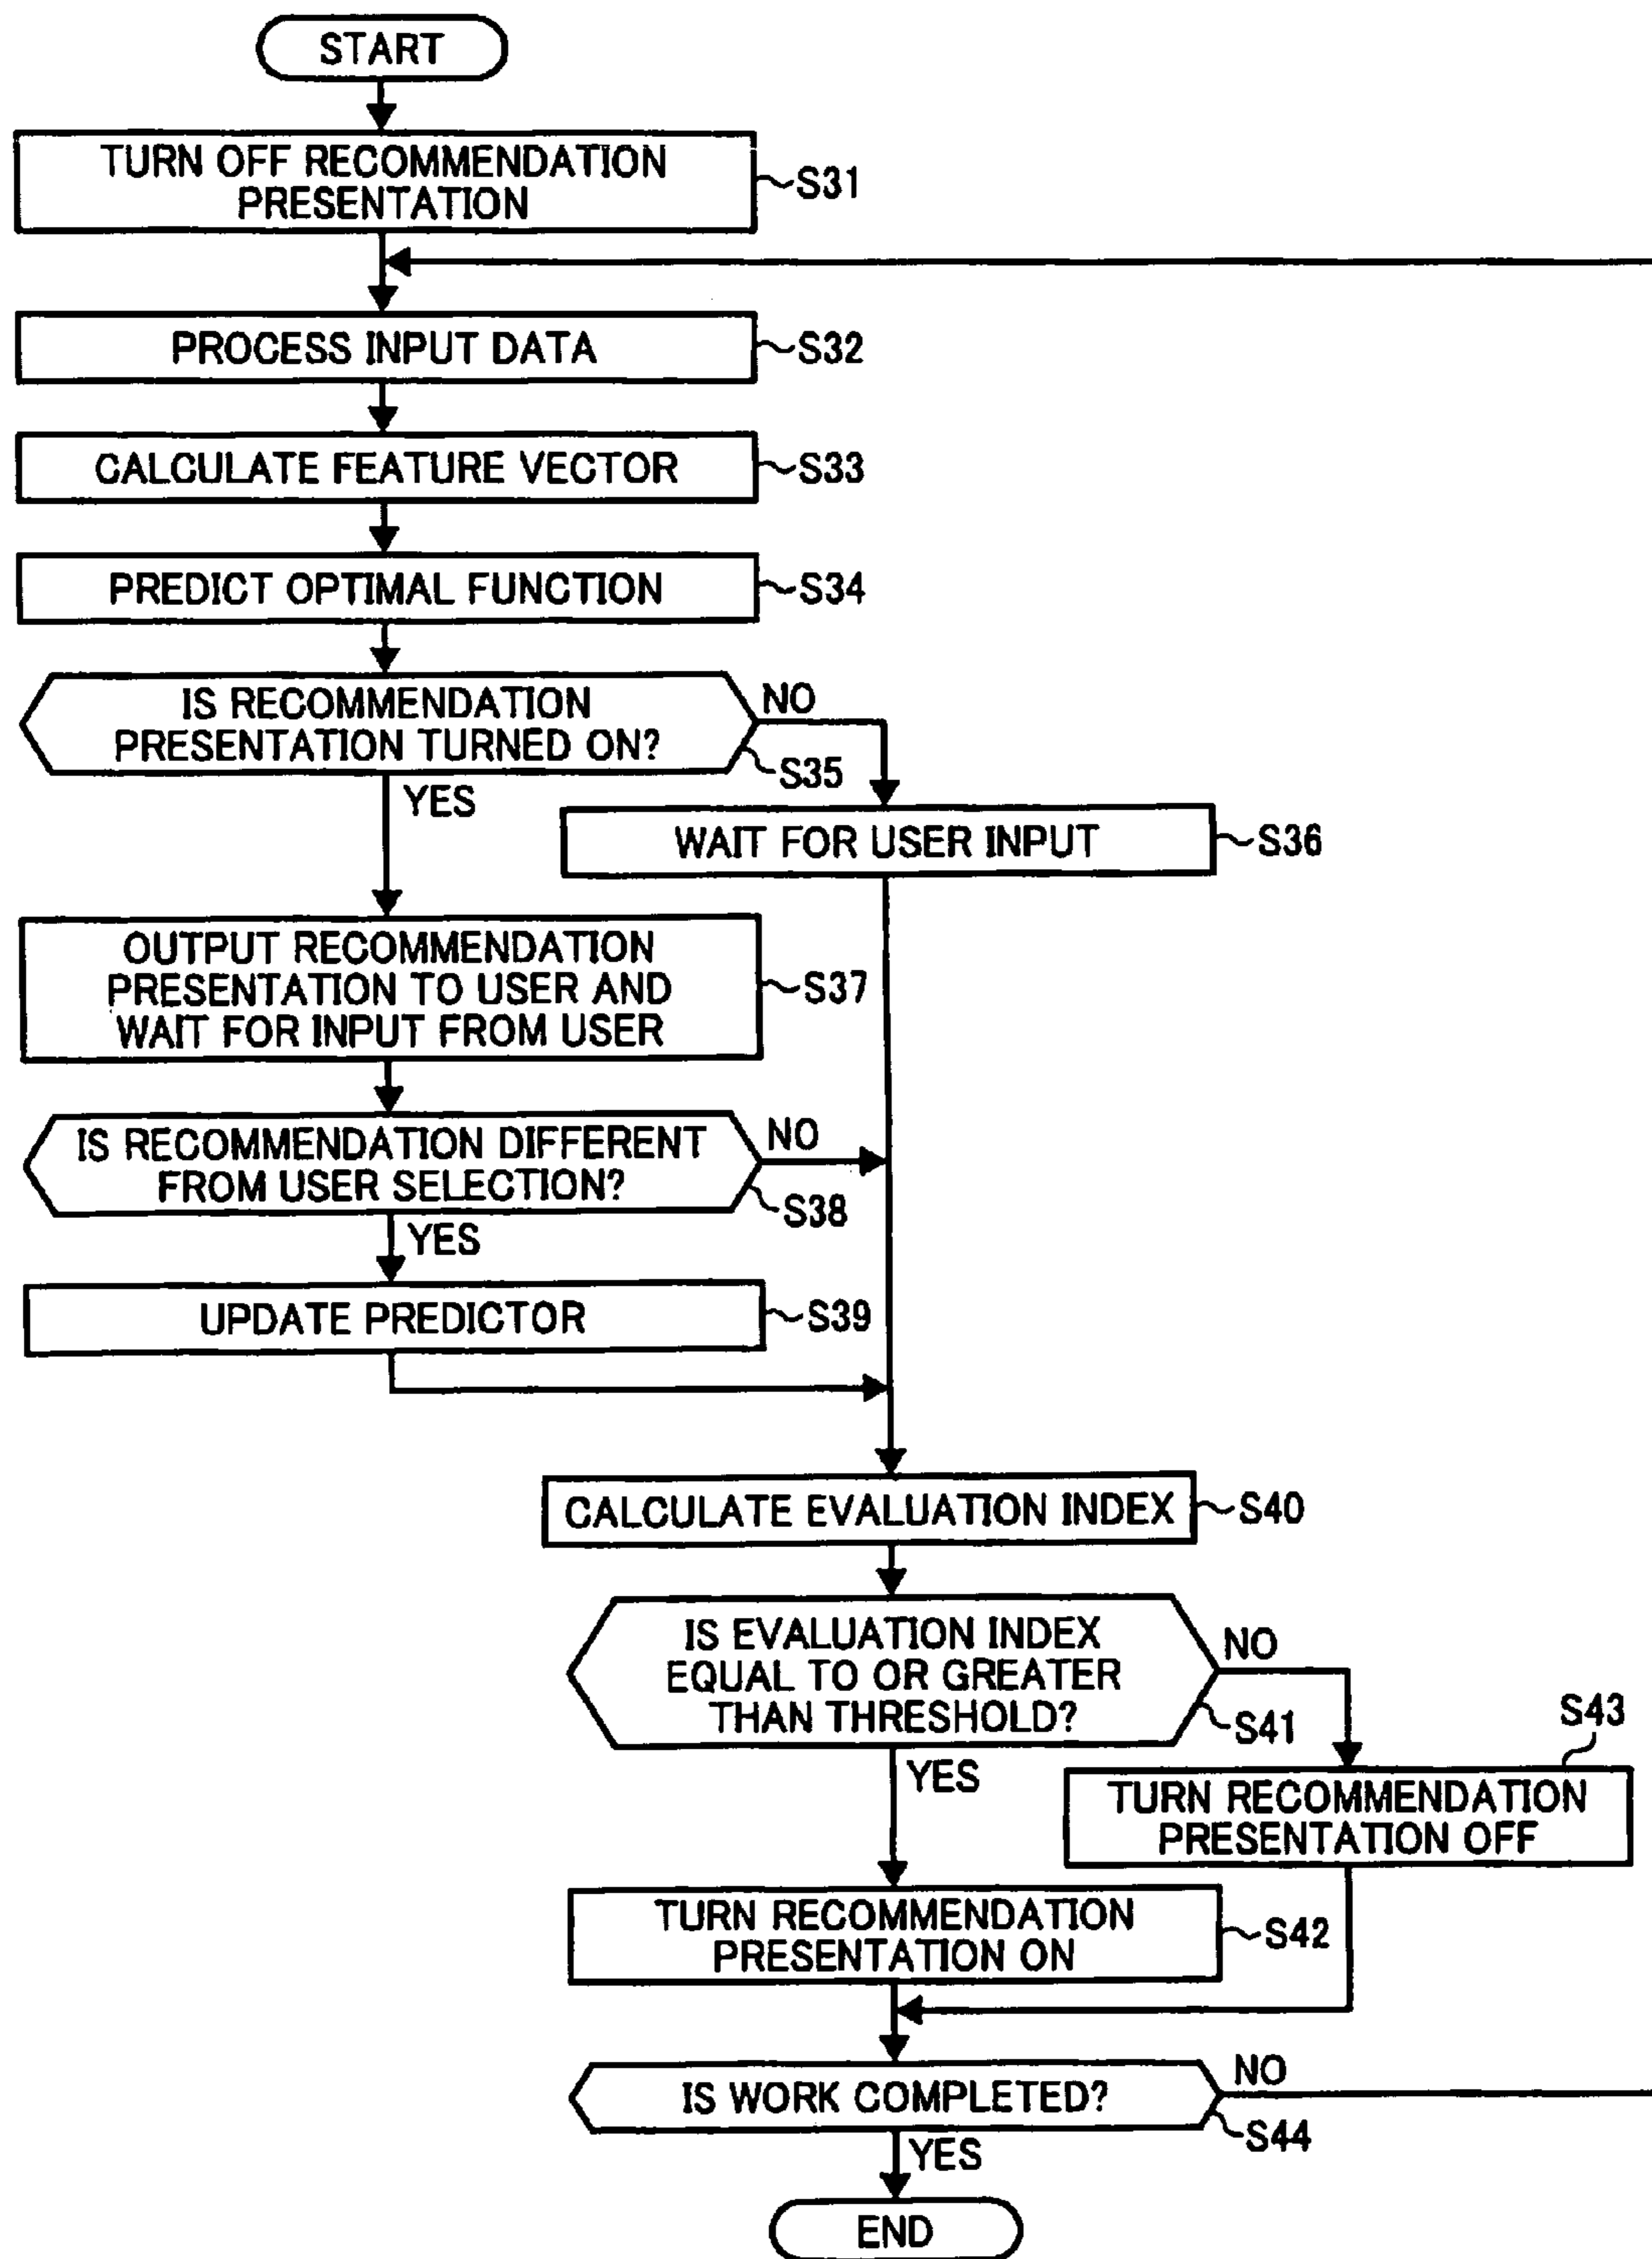 START
TURN OFF RECOMMENDATION
PRESENTATION
S31
PROCESS INPUT DATA
S32
CALCULATE FEATURE VECTOR
S33
PREDICT OPTIMAL FUNCTION
S34
IS RECOMMENDATION
PRESENTATION TURNED ON?
NO
S35
YES
WAIT FOR USER INPUT
S36
OUTPUT RECOMMENDATION
PRESENTATION TO USER AND
WAIT FOR INPUT FROM USER
S37
IS RECOMMENDATION DIFFERENT
FROM USER SELECTION?
NO
S38
YES
UPDATE PREDICTOR
S39
CALCULATE EVALUATION INDEX
S40
IS EVALUATION INDEX
EQUAL TO OR GREATER
THAN THRESHOLD?
NO
S41
YES
S43
TURN RECOMMENDATION
PRESENTATION OFF
TURN RECOMMENDATION
PRESENTATION ON
S42
IS WORK COMPLETED?
NO
S44
YES
END